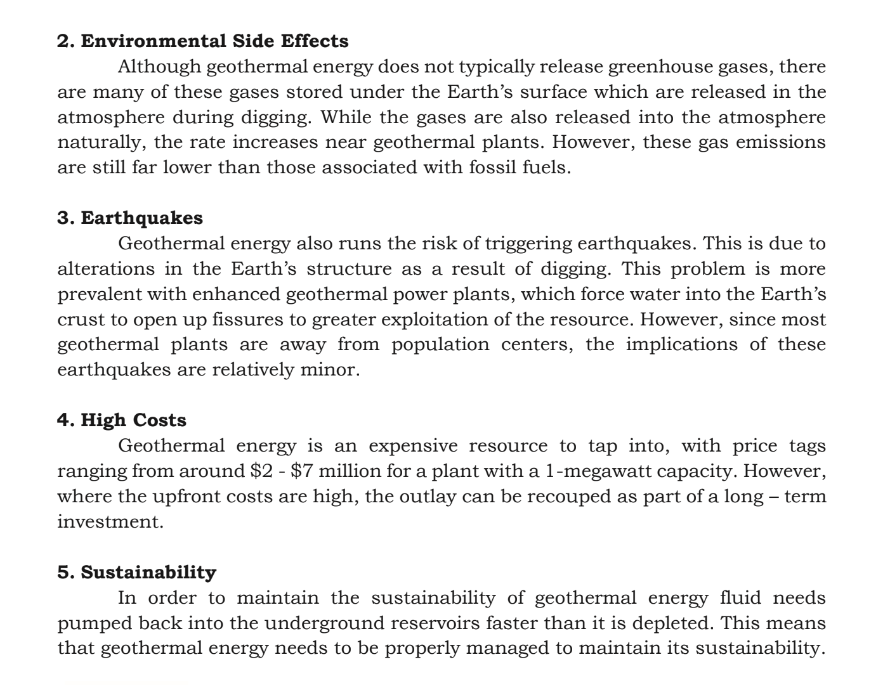 2. Environmental Side Effects
Although geothermal energy does not typically release greenhouse gases, there
are many of these gases stored under the Earth’s surface which are released in the
atmosphere during digging. While the gases are also released into the atmosphere
naturally, the rate increases near geothermal plants. However, these gas emissions
are still far lower than those associated with fossil fuels.
3. Earthquakes
Geothermal energy also runs the risk of triggering earthquakes. This is due to
alterations in the Earth’s structure as a result of digging. This problem is more
prevalent with enhanced geothermal power plants, which force water into the Earth’s
crust to open up fissures to greater exploitation of the resource. However, since most
geothermal plants are away from population centers, the implications of these
earthquakes are relatively minor.
4. High Costs
Geothermal energy is an expensive resource to tap into, with price tags
ranging from around $2 - $7 million for a plant with a 1-megawatt capacity. However,
where the upfront costs are high, the outlay can be recouped as part of a long – term
investment.
5. Sustainability
In order to maintain the sustainability of geothermal energy fluid needs
pumped back into the underground reservoirs faster than it is depleted. This means
that geothermal energy needs to be properly managed to maintain its sustainability.